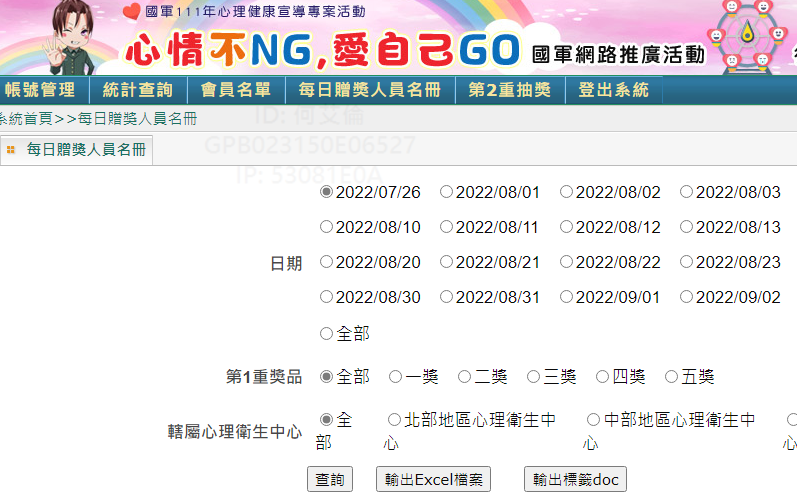 國軍111年心理健康宣導專案活動
心情不NG,愛自己GO 國軍網路推廣活動
帳號管理 統計查詢 會員名單 每日贈獎人員名冊 第2重抽獎 登出系統
系統首頁>>每日贈獎人員名冊
ID: 何艾倫
GPB023150E06527
IP: 53081E0A
每日贈獎人員名冊
2022/07/26 2022/08/01 2022/08/02 2022/08/03
2022/08/10 2022/08/11 2022/08/12 2022/08/13
日期 2022/08/20 2022/08/21 2022/08/22 2022/08/23
2022/08/30 2022/08/31 2022/09/01 2022/09/02
全部
第1重獎品 全部 一獎 二獎 三獎 四獎 五獎
轄屬心理衛生中心 全部 北部地區心理衛生中心 中部地區心理衛生中心
查詢 輸出Excel檔案 輸出標籤doc